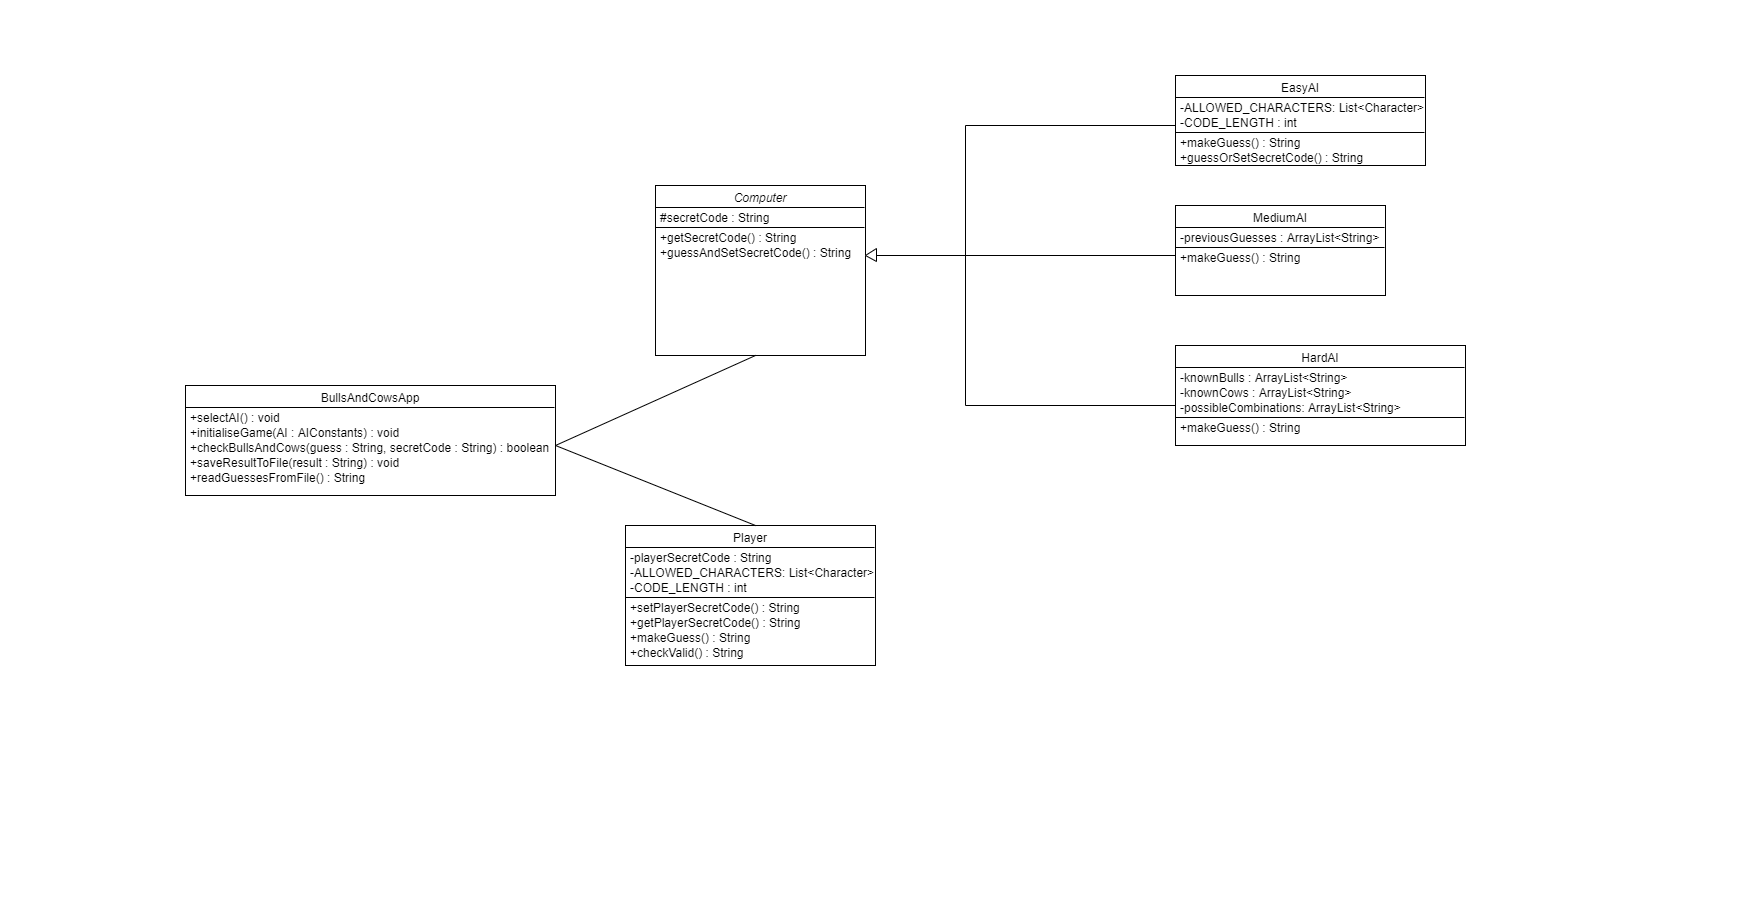 EasyAI
-ALLOWED_CHARACTERS: List<Character>
-CODE_LENGTH : int
+makeGuess() : String
+guessOrSetSecretCode() : String
Computer
#secretCode : String
+getSecretCode() : String
+guessAndSetSecretCode() : String
MediumAI
-previousGuesses : ArrayList<String>
+makeGuess() : String
HardAI
-knownBulls : ArrayList<String>
-knownCows : ArrayList<String>
-possibleCombinations: ArrayList<String>
+makeGuess() : String
BullsAndCowsApp
+selectAI() : void
+initialiseGame(AI : AIConstants) : void
+checkBullsAndCows(guess : String, secretCode : String) : boolean
+saveResultToFile(result : String) : void
+readGuessesFromFile() : String
Player
-playerSecretCode : String
-ALLOWED_CHARACTERS: List<Character>
-CODE_LENGTH : int
+setPlayerSecretCode() : String
+getPlayerSecretCode() : String
+makeGuess() : String
+checkValid() : String